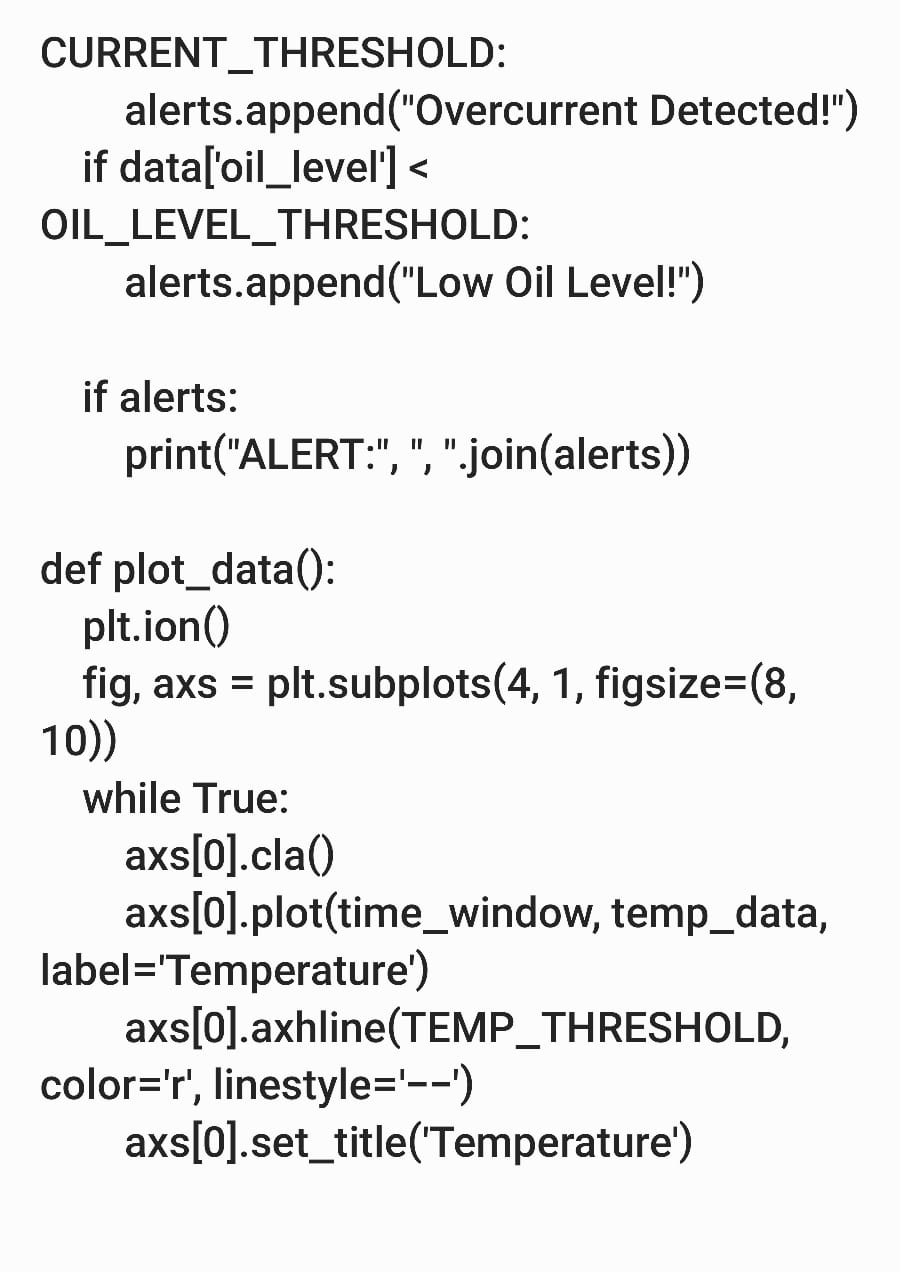 CURRENT_THRESHOLD:
        alerts.append("Overcurrent Detected!")
    if data['oil_level'] <
OIL_LEVEL_THRESHOLD:
        alerts.append("Low Oil Level!")

    if alerts:
        print("ALERT:", ", ".join(alerts))

def plot_data():
    plt.ion()
    fig, axs = plt.subplots(4, 1, figsize=(8,
10))
    while True:
        axs[0].cla()
        axs[0].plot(time_window, temp_data,
label='Temperature')
        axs[0].axhline(TEMP_THRESHOLD,
color='r', linestyle='--')
        axs[0].set_title('Temperature')